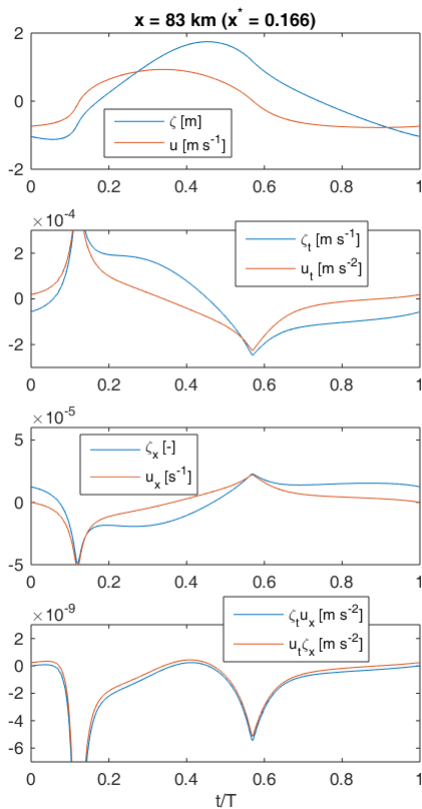 x = 83 km (x* = 0.166)
2
0
-2
ζ [m]
u [m s⁻¹]
0 0.2 0.4 0.6 0.8 1
×10⁻⁴
2
0
-2
ζt [m s⁻¹]
ut [m s⁻²]
0 0.2 0.4 0.6 0.8 1
×10⁻⁵
5
0
-5
ζx [-]
ux [s⁻¹]
0 0.2 0.4 0.6 0.8 1
×10⁻⁹
2
0
-2
-4
-6
ζtux [m s⁻²]
utζx [m s⁻²]
0 0.2 0.4 0.6 0.8 1
t/T